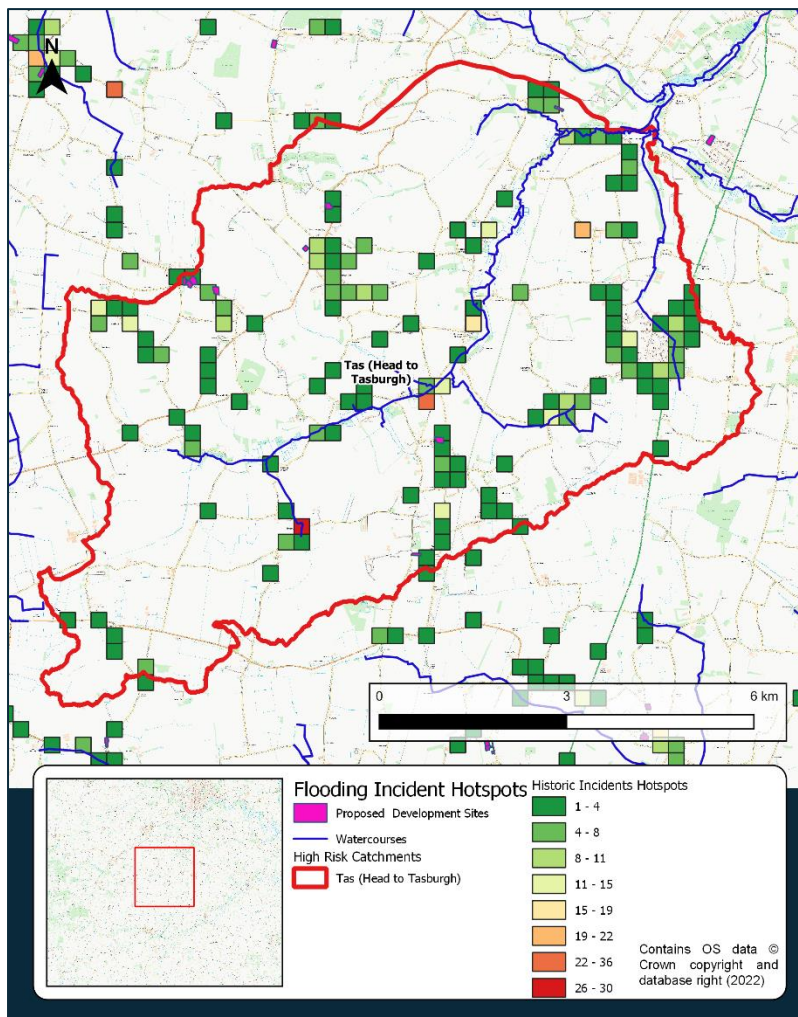 N
Tas (Head to
Tasburgh)
0
3
6 km
Flooding Incident Hotspots
Proposed Development Sites
Watercourses
High Risk Catchments
Tas (Head to Tasburgh)
Historic Incidents Hotspots
1 - 4
4 - 8
8 - 11
11 - 15
15 - 19
19 - 22
22 - 36
26 - 30
Contains OS data ©
Crown copyright and
database right (2022)